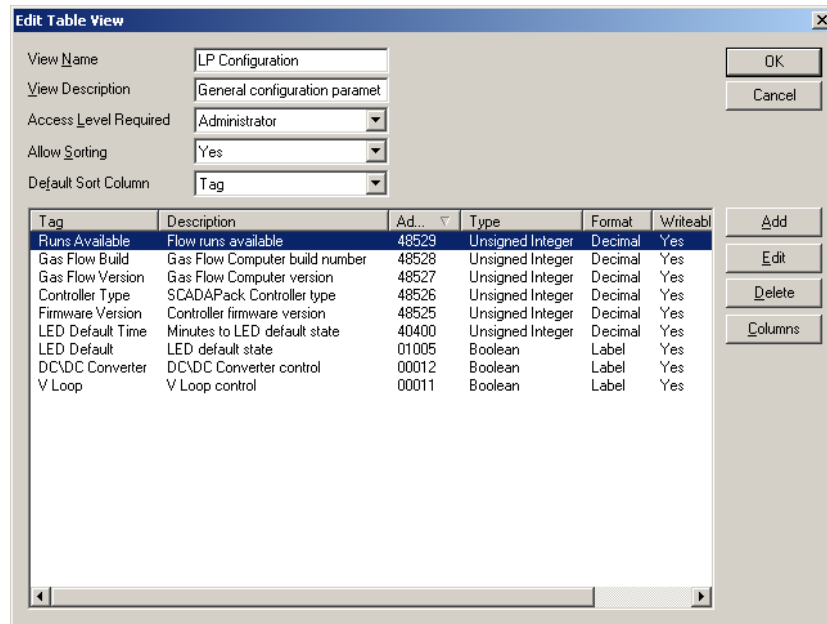 Edit Table View
View Name LP Configuration
View Description General configuration paramet
Access Level Required Administrator
Allow Sorting Yes
Default Sort Column Tag
OK
Cancel
Tag Description Ad... Type Format Writeabl
Runs Available Flow runs available 48529 Unsigned Integer Decimal Yes
Gas Flow Build Gas Flow Computer build number 48528 Unsigned Integer Decimal Yes
Gas Flow Version Gas Flow Computer version 48527 Unsigned Integer Decimal Yes
Controller Type SCADAPack Controller type 48526 Unsigned Integer Decimal Yes
Firmware Version Controller firmware version 48525 Unsigned Integer Decimal Yes
LED Default Time Minutes to LED default state 40400 Unsigned Integer Decimal Yes
LED Default LED default state 01005 Boolean Label Yes
DC\DC Converter DC\DC Converter control 00012 Boolean Label Yes
V Loop V Loop control 00011 Boolean Label Yes
Add
Edit
Delete
Columns